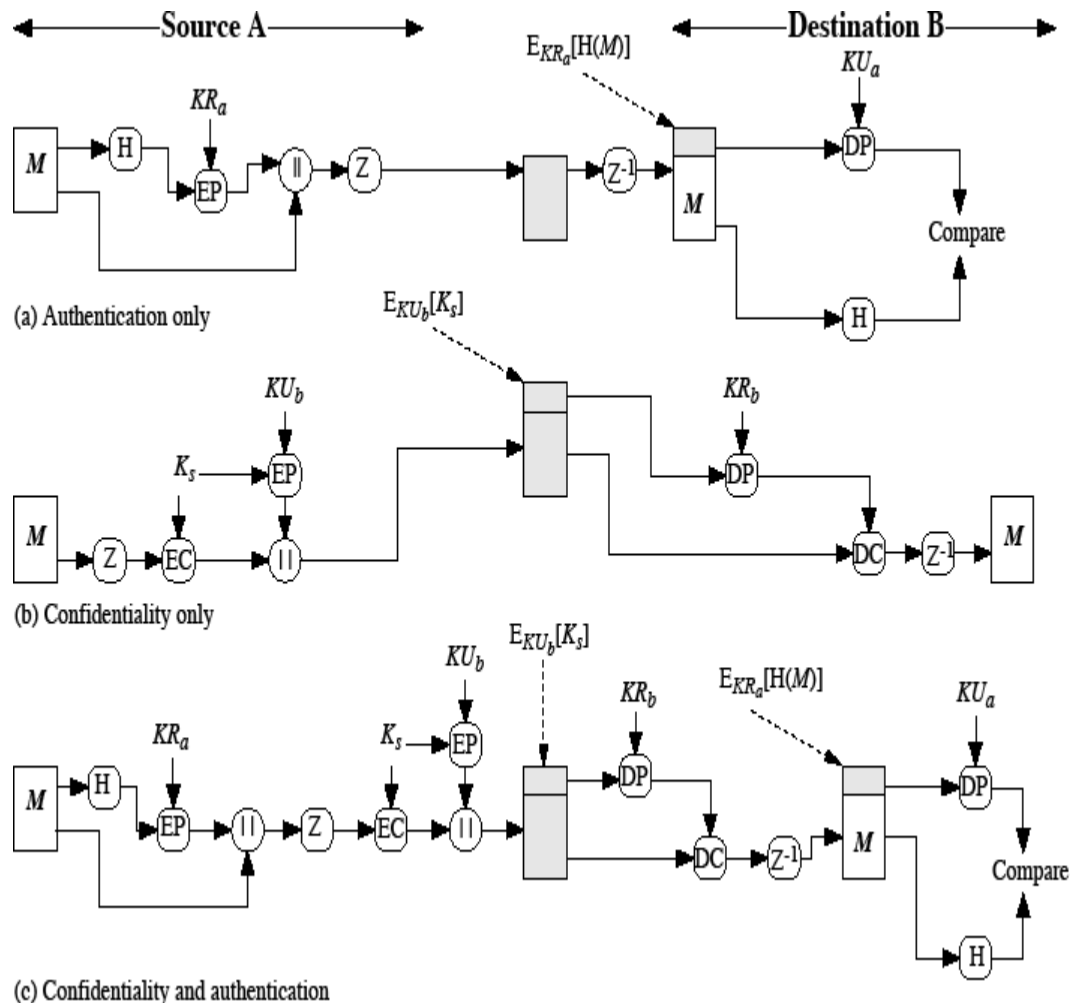 Source A
Destination B
E_{KR_a}[H(M)]
KU_a
KR_a
M
H
EP
||
Z
Z^{-1}
M
DP
Compare
H
(a) Authentication only
E_{KU_b}[K_s]
KU_b
KR_b
K_s
EP
DP
M
Z
EC
||
DC
Z^{-1}
M
(b) Confidentiality only
E_{KU_b}[K_s]
KU_b
KR_b
E_{KR_a}[H(M)]
KU_a
KR_a
K_s
EP
M
H
EP
||
Z
EC
||
DP
DC
Z^{-1}
M
DP
Compare
H
(c) Confidentiality and authentication